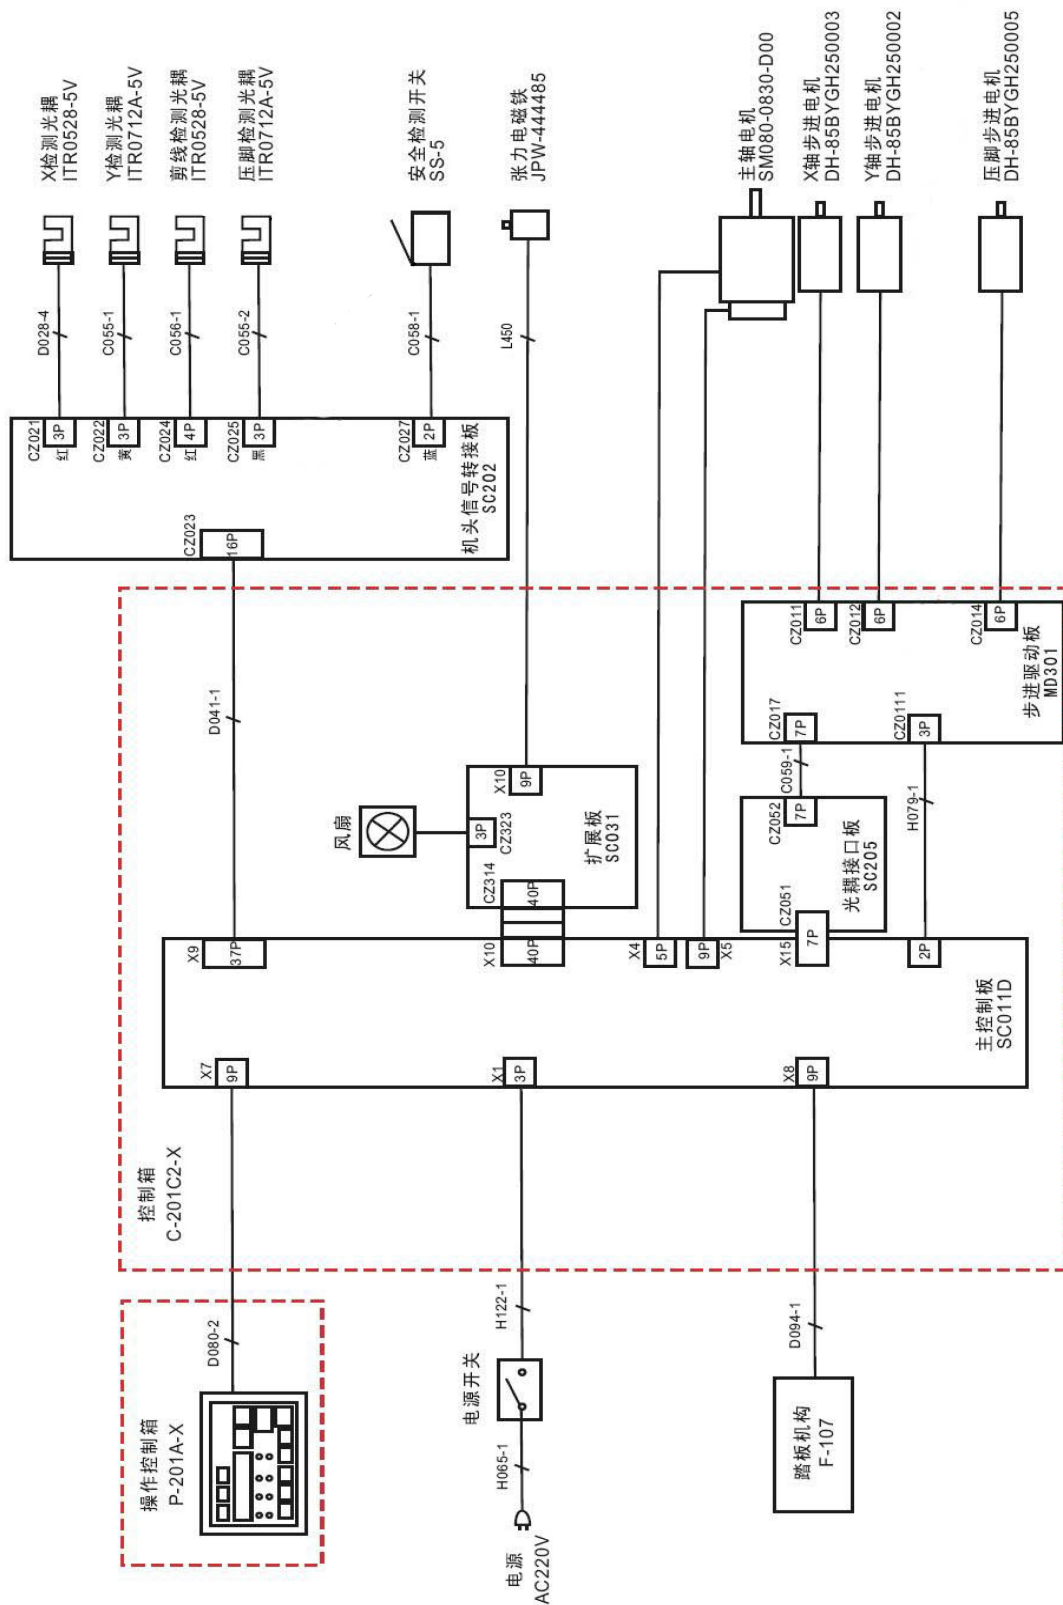 X检测光耦
ITR0528-5V
Y检测光耦
ITR0712A-5V
剪线检测光耦
ITR0528-5V
压脚检测光耦
ITR0712A-5V
安全检测开关
SS-5
张力电磁铁
JPW-444485
主轴电机
SM080-0830-D00
X轴步进电机
DH-85BYGH250003
Y轴步进电机
DH-85BYGH250002
压脚步进电机
DH-85BYGH250005
D028-4
C055-1
C056-1
C055-2
C058-1
L450
CZ021
3P
红
CZ022
3P
黄
CZ024
4P
红
CZ025
3P
黑
CZ027
2P
蓝
CZ023
16P
机头信号转接板
SC202
D041-1
CZ011
6P
CZ012
6P
CZ014
6P
CZ017
7P
CZ0111
3P
步进驱动板
MD301
C059-1
H079-1
X10
9P
风扇
3P
CZ323
CZ314
40P
扩展板
SC031
CZ052
7P
CZ051
光耦接口板
SC205
X9
37P
X10
40P
X4
5P
9P
X5
X15
7P
2P
主控制板
SC011D
X7
9P
X1
3P
X8
9P
控制箱
C-201C2-X
D080-2
H122-1
D094-1
操作控制箱
P-201A-X
电源开关
H065-1
电源
AC220V
踏板机构
F-107